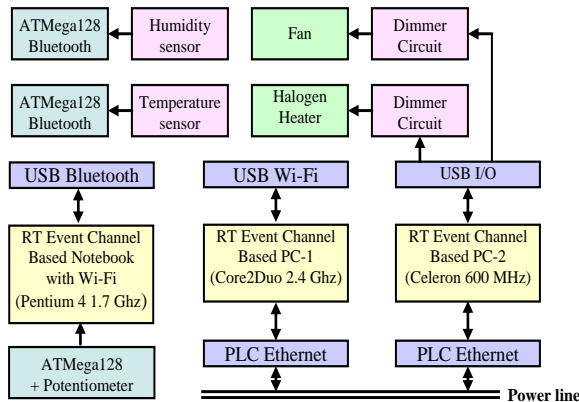 ATMega128
Bluetooth
Humidity
sensor
Fan
Dimmer
Circuit
ATMega128
Bluetooth
Temperature
sensor
Halogen
Heater
Dimmer
Circuit
USB Bluetooth
USB Wi-Fi
USB I/O
RT Event Channel
Based Notebook
with Wi-Fi
(Pentium 4 1.7 Ghz)
RT Event Channel
Based PC-1
(Core2Duo 2.4 Ghz)
RT Event Channel
Based PC-2
(Celeron 600 MHz)
ATMega128
+ Potentiometer
PLC Ethernet
PLC Ethernet
Power line